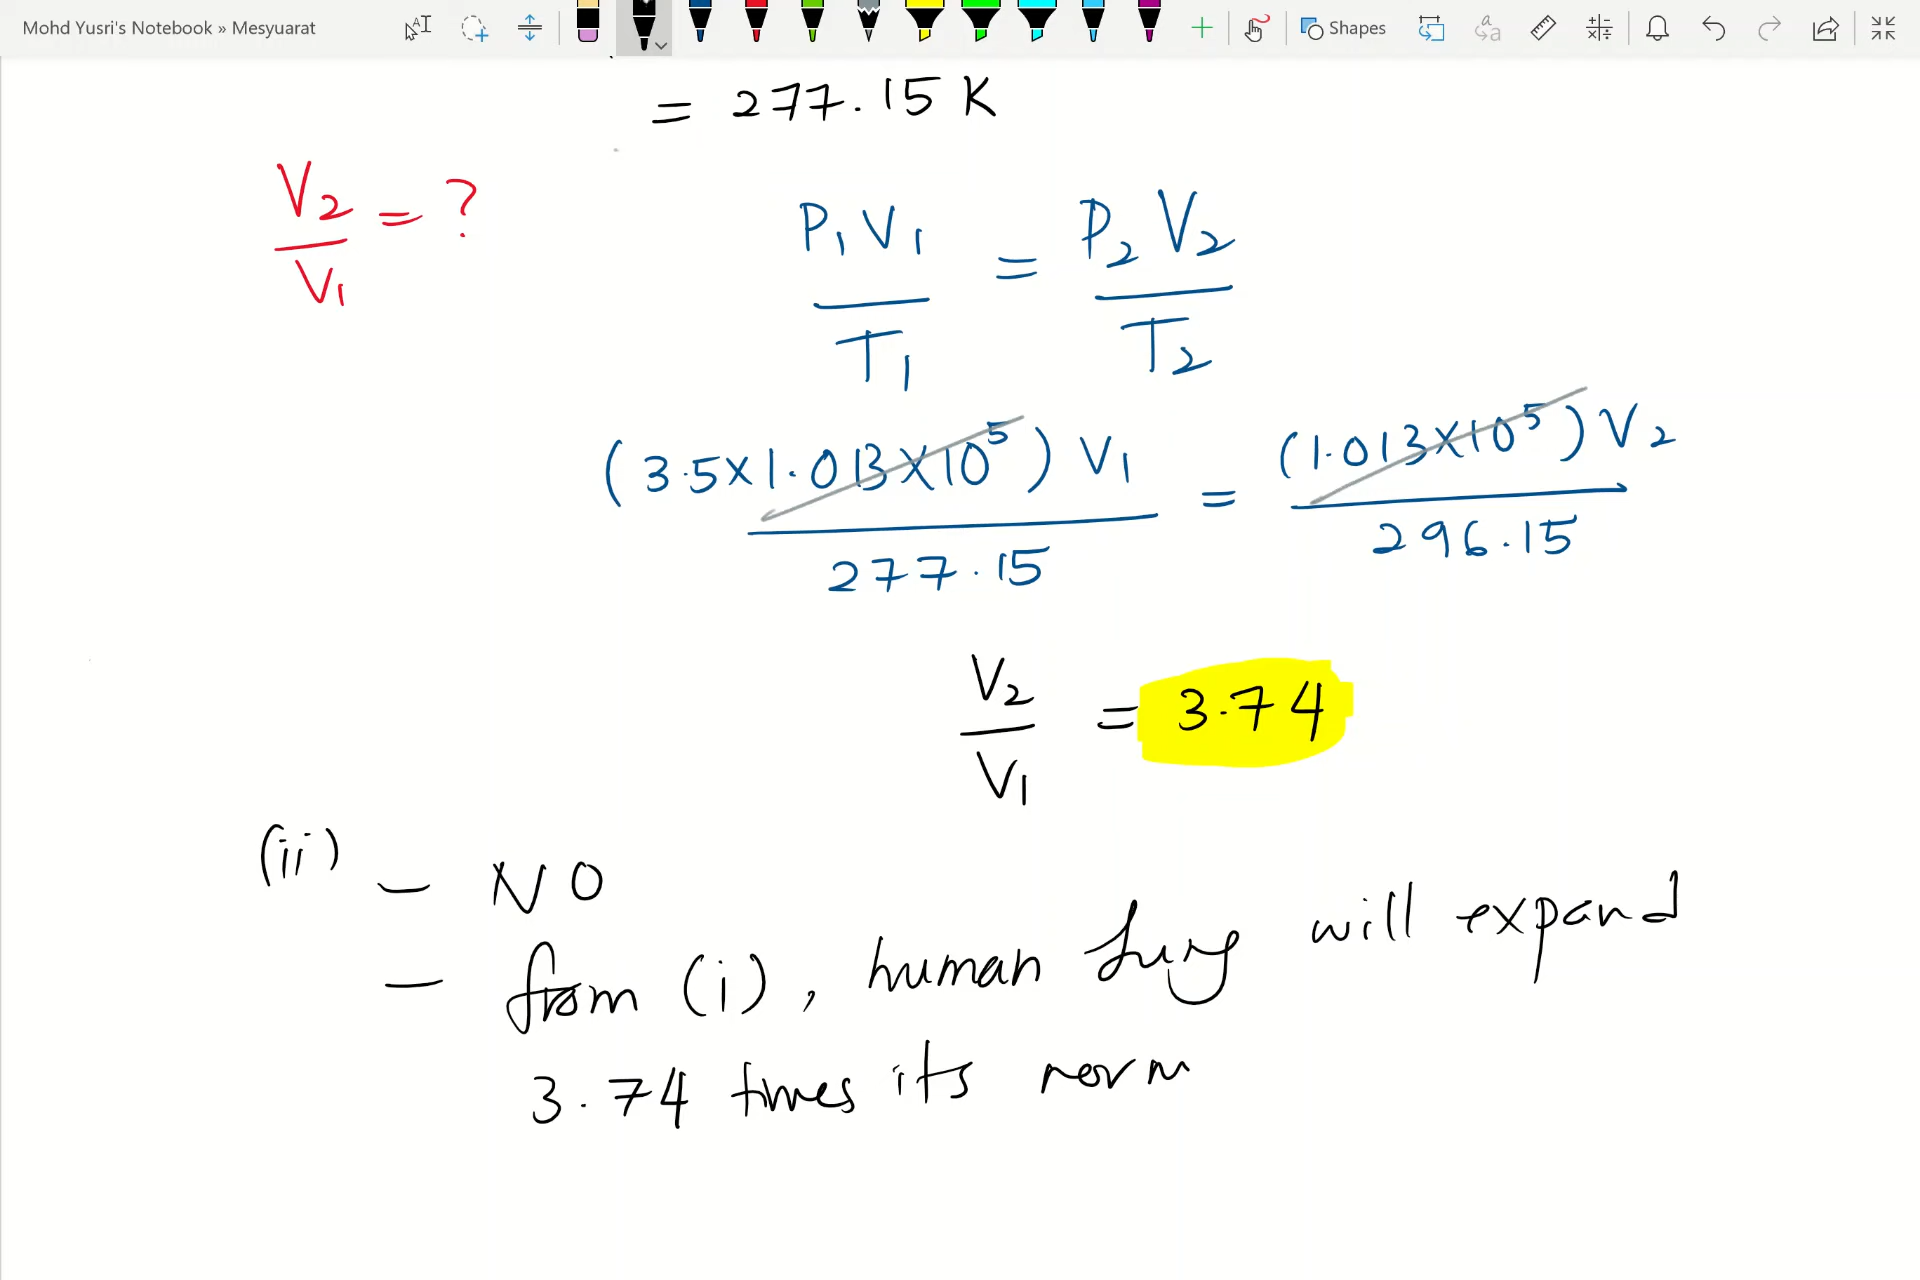 Mohd Yusri's Notebook » Mesyuarat
Shapes
= 277.15 K
V₂/V₁ = ?
P₁V₁/T₁ = P₂V₂/T₂
(3.5×1.013×10⁵)V₁/277.15 = (1.013×10⁵)V₂/296.15
V₂/V₁ = 3.74
(ii) – NO
– from (i), human lung will expand
3.74 times its norm